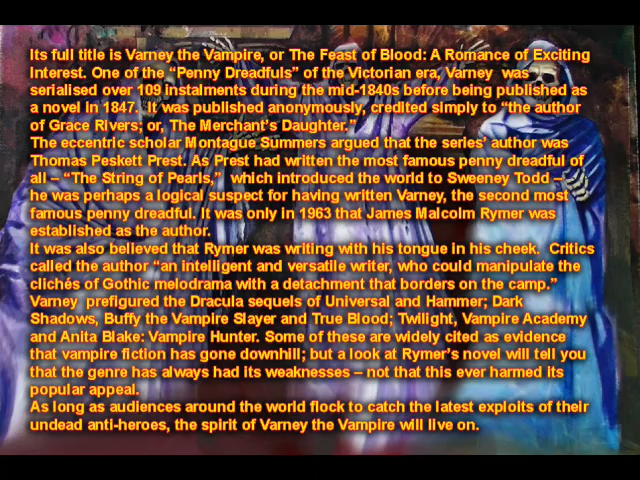 Its full title is Varney the Vampire, or The Feast of Blood: A Romance of Exciting
Interest. One of the “Penny Dreadfuls” of the Victorian era, Varney  was
serialised over 109 instalments during the mid-1840s before being published as
a novel in 1847.  It was published anonymously, credited simply to “the author
of Grace Rivers; or, The Merchant’s Daughter.”
The eccentric scholar Montague Summers argued that the series’ author was
Thomas Peskett Prest. As Prest had written the most famous penny dreadful of
all – “The String of Pearls,”  which introduced the world to Sweeney Todd –
he was perhaps a logical suspect for having written Varney, the second most
famous penny dreadful. It was only in 1963 that James Malcolm Rymer was
established as the author.
It was also believed that Rymer was writing with his tongue in his cheek.  Critics
called the author “an intelligent and versatile writer, who could manipulate the
clichés of Gothic melodrama with a detachment that borders on the camp.”
Varney  prefigured the Dracula sequels of Universal and Hammer; Dark
Shadows, Buffy the Vampire Slayer and True Blood; Twilight, Vampire Academy
and Anita Blake: Vampire Hunter. Some of these are widely cited as evidence
that vampire fiction has gone downhill; but a look at Rymer’s novel will tell you
that the genre has always had its weaknesses – not that this ever harmed its
popular appeal.
As long as audiences around the world flock to catch the latest exploits of their
undead anti-heroes, the spirit of Varney the Vampire will live on.